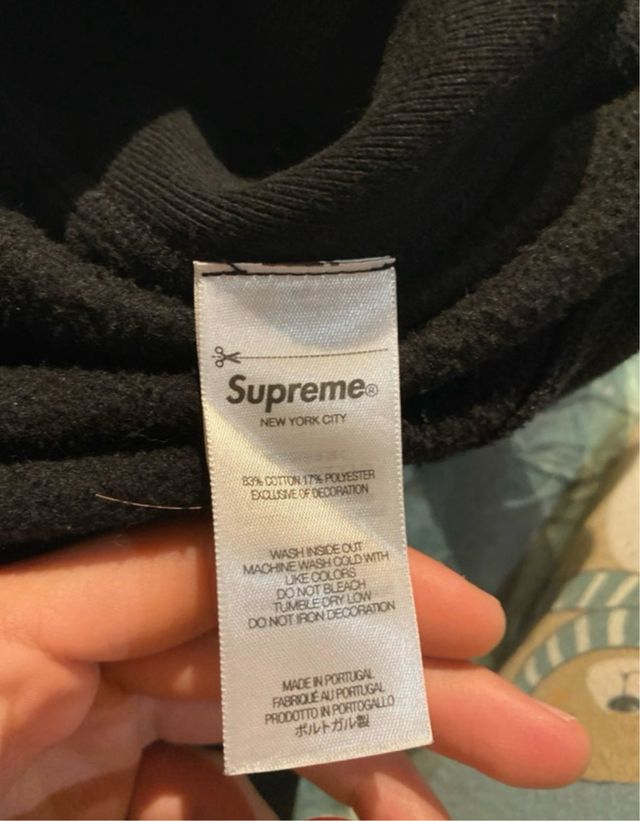 Supreme®
NEW YORK CITY
83% COTTON 17% POLYESTER
EXCLUSIVE OF DECORATION
WASH INSIDE OUT
MACHINE WASH COLD WITH
LIKE COLORS
DO NOT BLEACH
TUMBLE DRY LOW
DO NOT IRON DECORATION
MADE IN PORTUGAL
FABRIQUÉ AU PORTUGAL
PRODOTTO IN PORTOGALLO
ポルトガル製